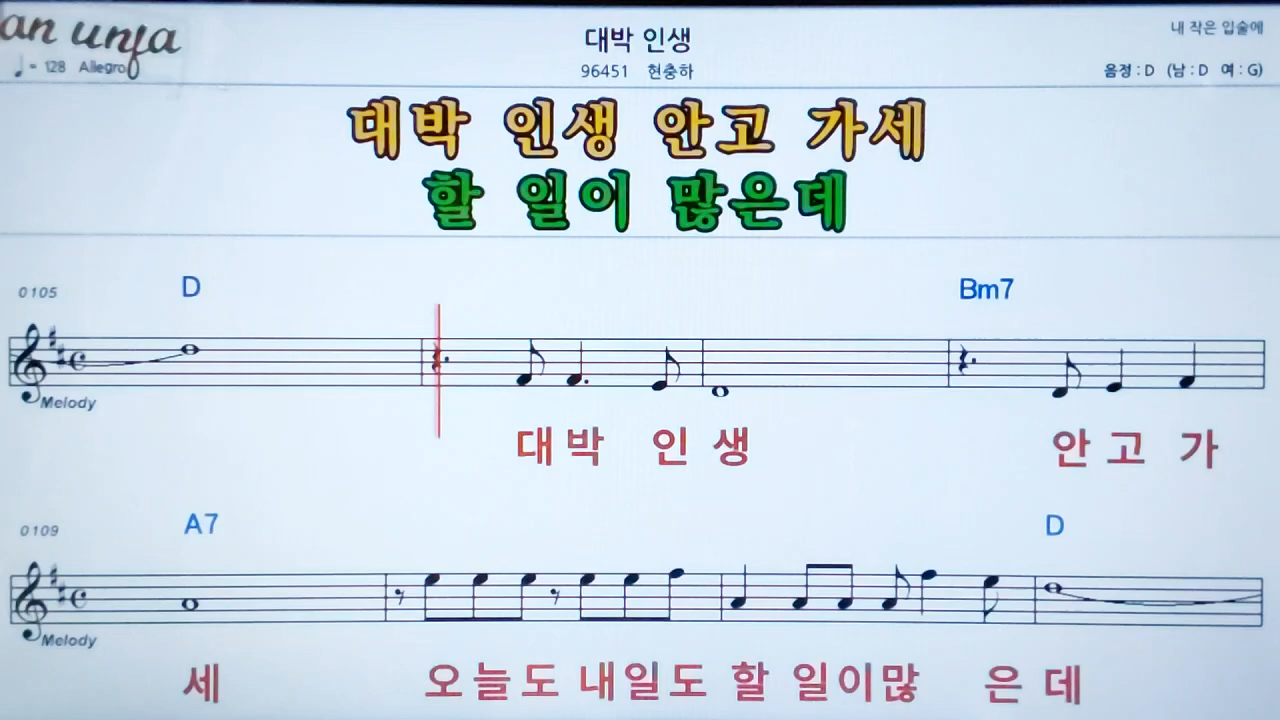 an unja
♩= 128 Allegro
대박 인생
96451 현충하
내 작은 입술에
음정 : D (남 : D 여 : G)
대박 인생 안고 가세
할 일이 많은데
0105 D Bm7
Melody
대 박 인 생 안 고 가
0109 A7 D
Melody
세 오 늘 도 내 일 도 할 일 이 많 은 데